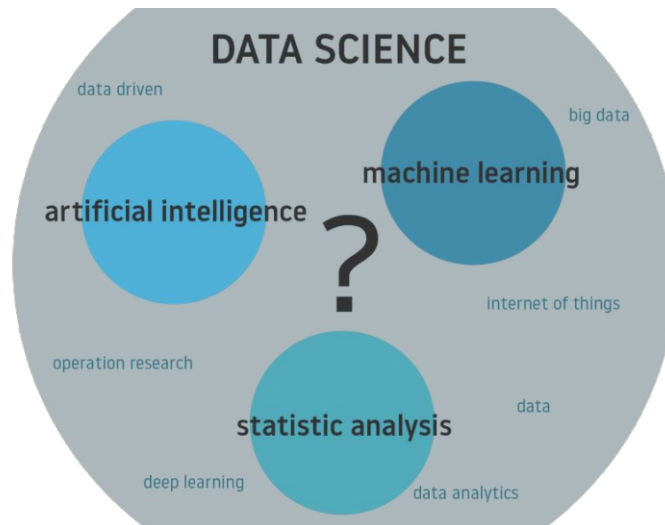 DATA SCIENCE
data driven
big data
machine learning
artificial intelligence
?
internet of things
operation research
data
statistic analysis
deep learning
data analytics